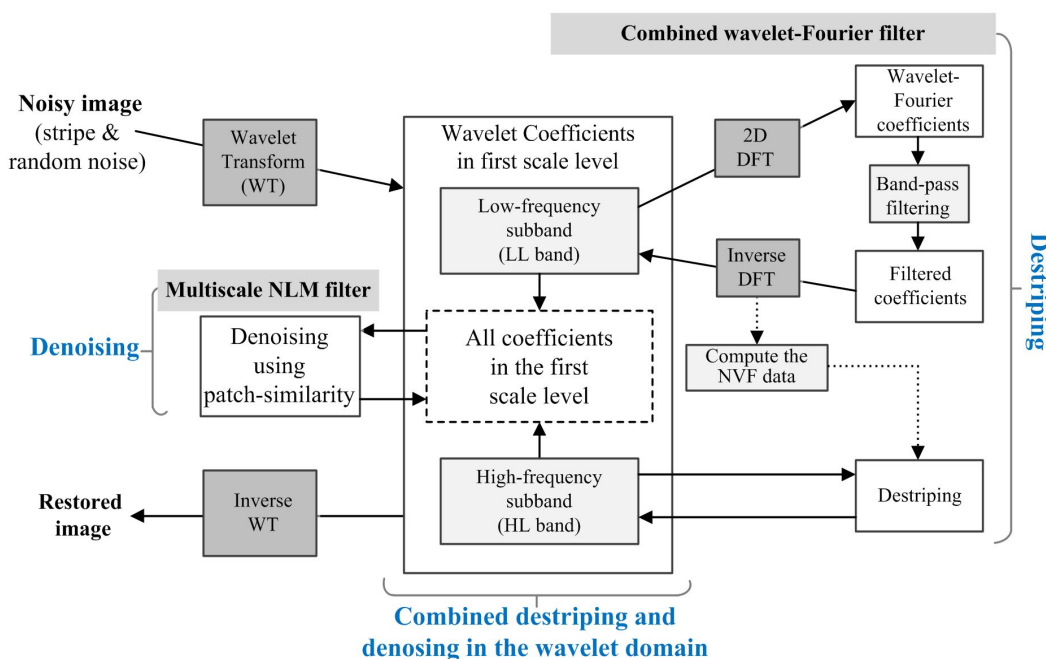 Combined wavelet-Fourier filter
Noisy image
(stripe &
random noise)
Wavelet
Transform
(WT)
Wavelet Coefficients
in first scale level
2D
DFT
Wavelet-
Fourier
coefficients
Band-pass
filtering
Low-frequency
subband
(LL band)
Inverse
DFT
Filtered
coefficients
Destriping
Multiscale NLM filter
Denoising
Denoising
using
patch-similarity
All coefficients
in the first
scale level
Compute the
NVF data
High-frequency
subband
(HL band)
Destriping
Restored
image
Inverse
WT
Combined destriping and
denosing in the wavelet domain